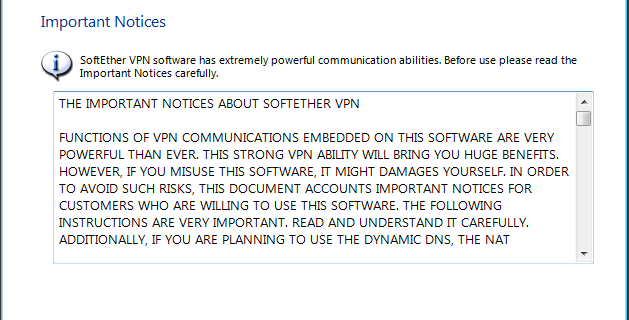 Important Notices
SoftEther VPN software has extremely powerful communication abilities. Before use please read the
Important Notices carefully.
THE IMPORTANT NOTICES ABOUT SOFTETHER VPN
FUNCTIONS OF VPN COMMUNICATIONS EMBEDDED ON THIS SOFTWARE ARE VERY
POWERFUL THAN EVER. THIS STRONG VPN ABILITY WILL BRING YOU HUGE BENEFITS.
HOWEVER, IF YOU MISUSE THIS SOFTWARE, IT MIGHT DAMAGES YOURSELF. IN ORDER
TO AVOID SUCH RISKS, THIS DOCUMENT ACCOUNTS IMPORTANT NOTICES FOR
CUSTOMERS WHO ARE WILLING TO USE THIS SOFTWARE. THE FOLLOWING
INSTRUCTIONS ARE VERY IMPORTANT. READ AND UNDERSTAND IT CAREFULLY.
ADDITIONALLY, IF YOU ARE PLANNING TO USE THE DYNAMIC DNS, THE NAT